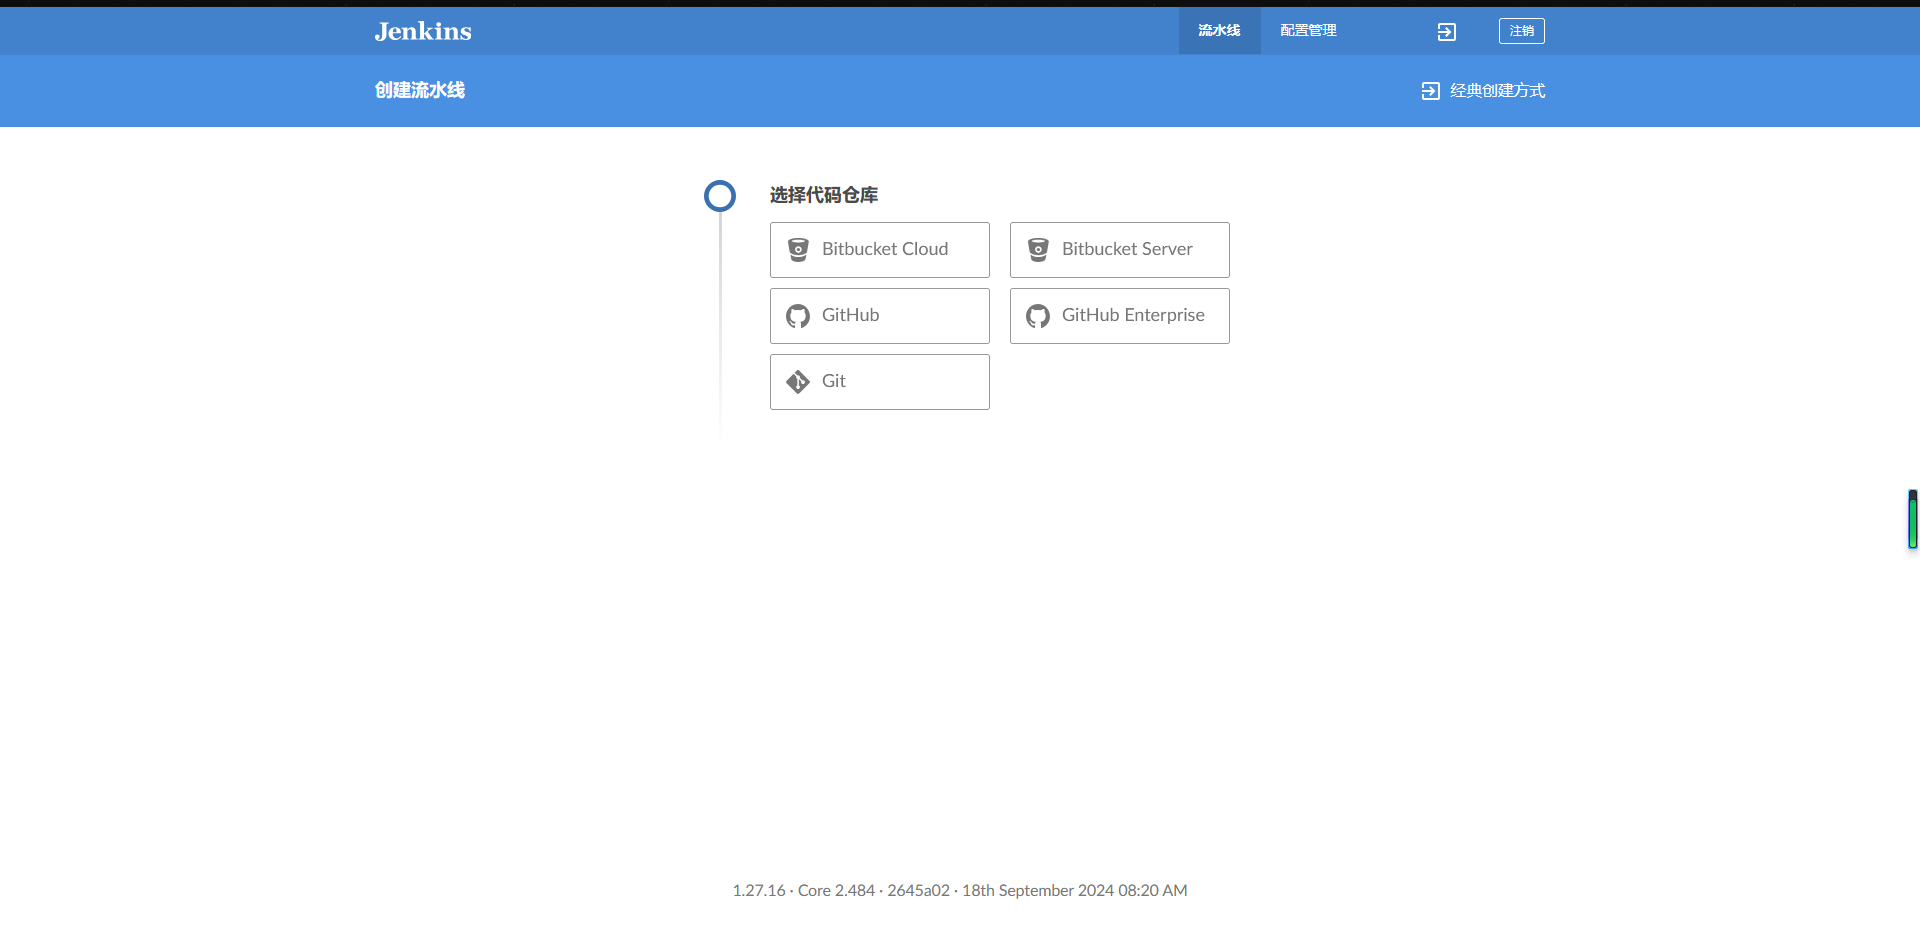 Jenkins
流水线
配置管理
注销
创建流水线
经典创建方式
选择代码仓库
Bitbucket Cloud
Bitbucket Server
GitHub
GitHub Enterprise
Git
1.27.16 · Core 2.484 · 2645a02 · 18th September 2024 08:20 AM